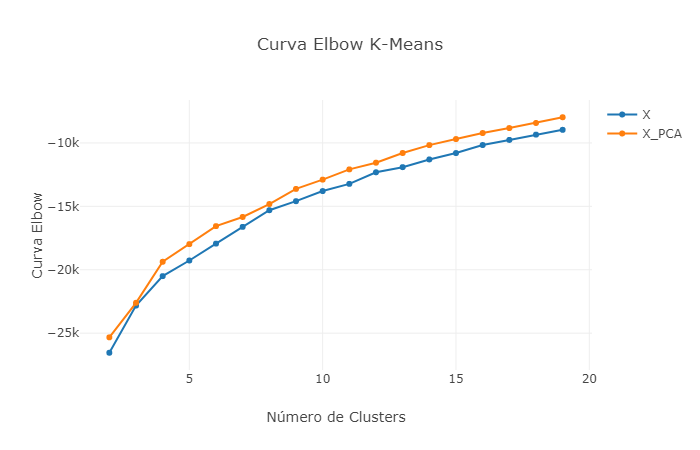 Curva Elbow K-Means
X
X_PCA
−10k
−15k
−20k
−25k
Curva Elbow
5
10
15
20
Número de Clusters